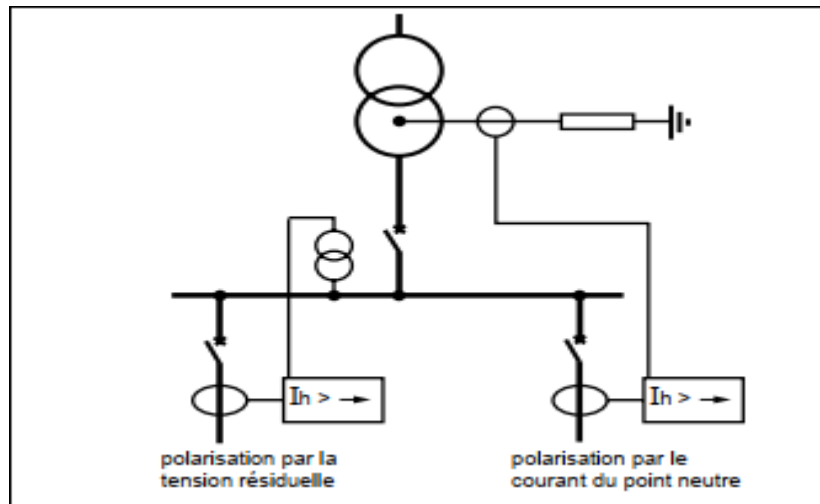 Ih >
Ih >
polarisation par la
tension résiduelle
polarisation par le
courant du point neutre